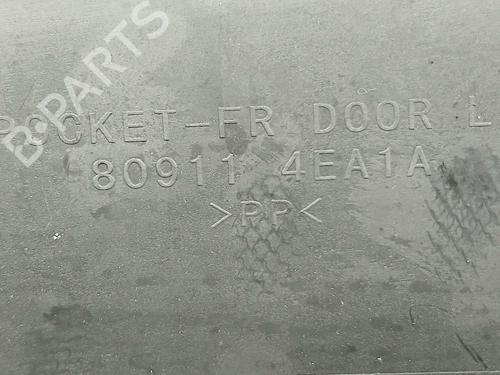 B-PARTS
POCKET-FR DOOR L
80911 4EA1A
>PP<